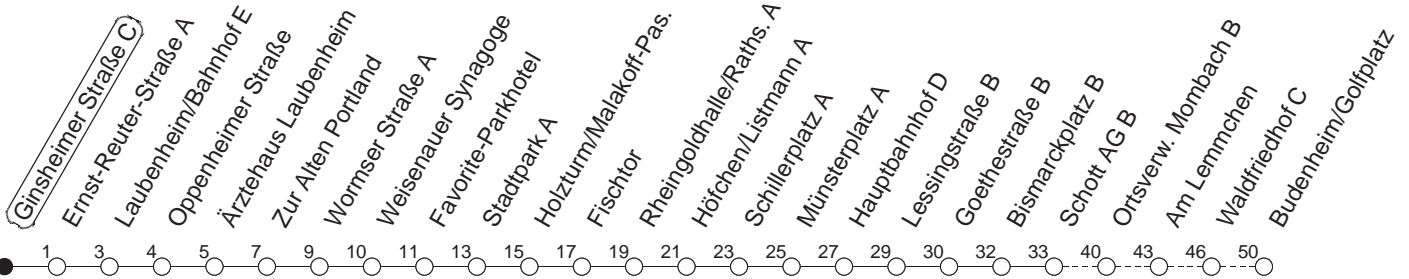 Ginsheimer Straße C
Ernst-Reuter-Straße A
Laubenheim/Bahnhof E
Oppenheimer Straße
Ärztehaus Laubenheim
Zur Alten Portland
Wormser Straße A
Weisenauer Synagoge
Favorite-Parkhotel
Stadtpark A
Holzturm/Malakoff-Pas.
Fischtor
Rheingoldhalle/Raths. A
Höfchen/Listmann A
Schillerplatz A
Münsterplatz A
Hauptbahnhof D
Lessingstraße B
Goethestraße B
Bismarckplatz B
Schott AG B
Ortsverw. Mombach B
Am Lemmchen
Waldfriedhof C
Budenheim/Golfplatz
1 3 4 5 7 9 10 11 13 15 17 19 21 23 25 27 29 30 32 33 40 43 46 50